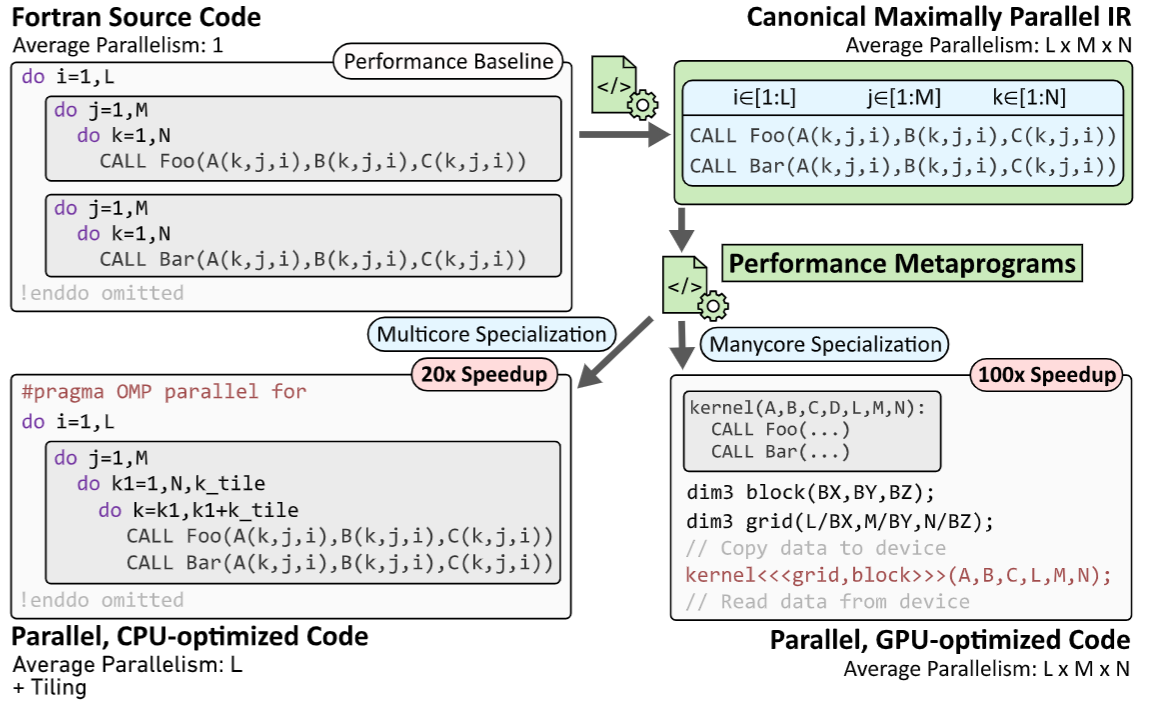 Fortran Source Code
Average Parallelism: 1
Performance Baseline
do i=1,L
do j=1,M
do k=1,N
CALL Foo(A(k,j,i),B(k,j,i),C(k,j,i))
do j=1,M
do k=1,N
CALL Bar(A(k,j,i),B(k,j,i),C(k,j,i))
!enddo omitted
</>
Canonical Maximally Parallel IR
Average Parallelism: L x M x N
i∈[1:L] j∈[1:M] k∈[1:N]
CALL Foo(A(k,j,i),B(k,j,i),C(k,j,i))
CALL Bar(A(k,j,i),B(k,j,i),C(k,j,i))
</>
Performance Metaprograms
Multicore Specialization
20x Speedup
#pragma OMP parallel for
do i=1,L
do j=1,M
do k1=1,N,k_tile
do k=k1,k1+k_tile
CALL Foo(A(k,j,i),B(k,j,i),C(k,j,i))
CALL Bar(A(k,j,i),B(k,j,i),C(k,j,i))
!enddo omitted
Parallel, CPU-optimized Code
Average Parallelism: L
+ Tiling
Manycore Specialization
100x Speedup
kernel(A,B,C,D,L,M,N):
CALL Foo(...)
CALL Bar(...)
dim3 block(BX,BY,BZ);
dim3 grid(L/BX,M/BY,N/BZ);
// Copy data to device
kernel<<<grid,block>>>(A,B,C,L,M,N);
// Read data from device
Parallel, GPU-optimized Code
Average Parallelism: L x M x N